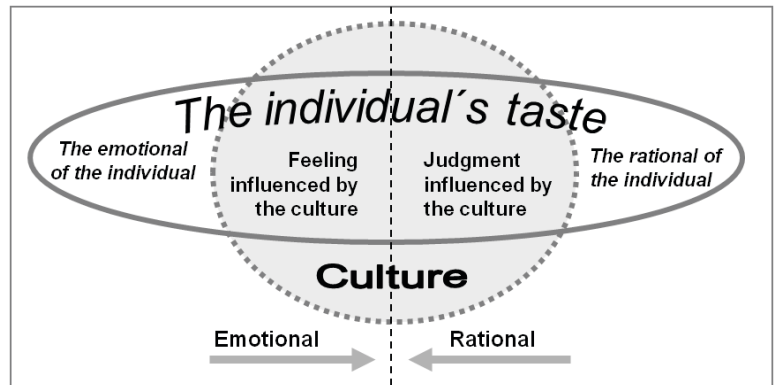 The individual´s taste
The emotional
of the individual
Feeling
influenced by
the culture
Judgment
influenced by
the culture
The rational of
the individual
Culture
Emotional
Rational